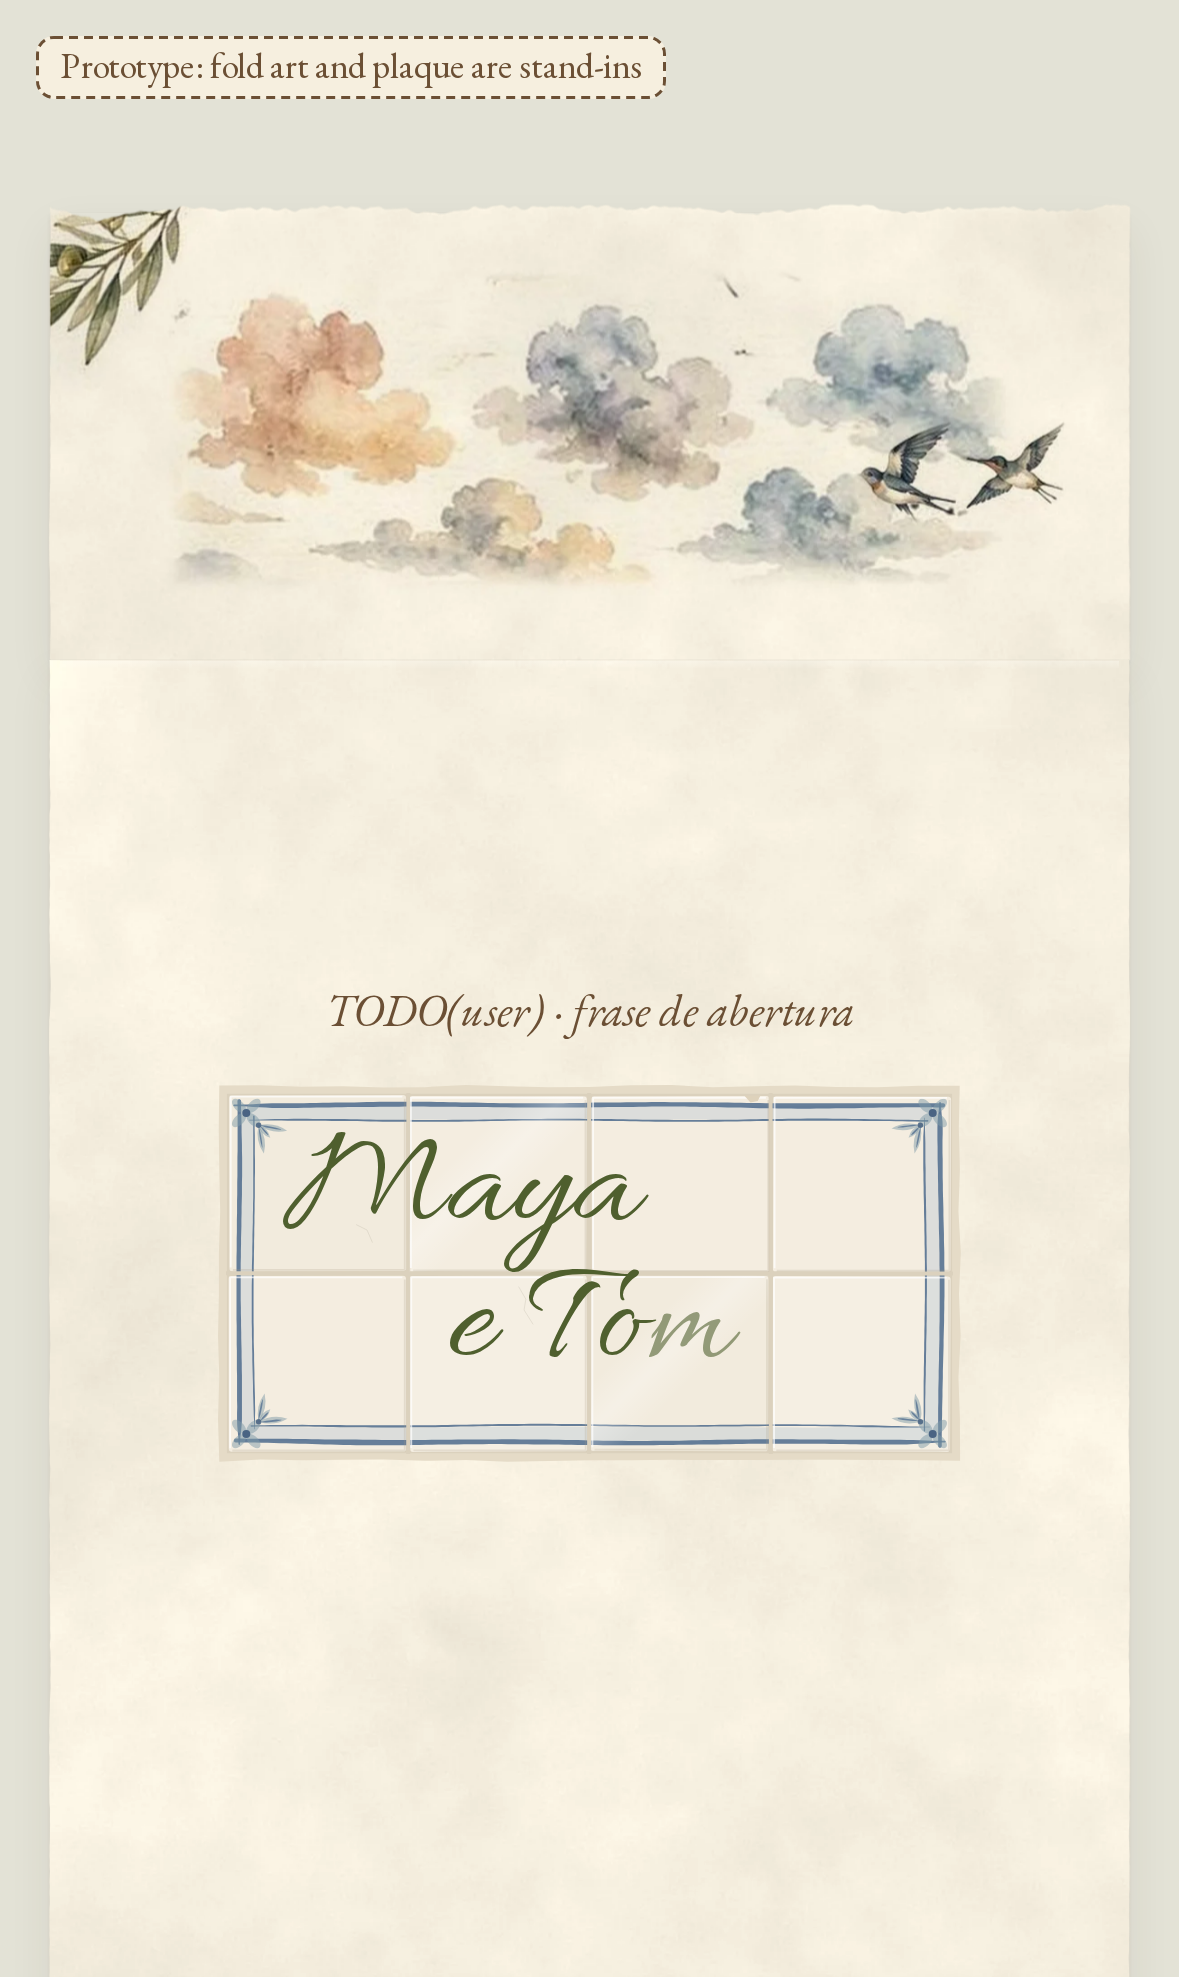 Prototype: fold art and plaque are stand-ins
TODO(user) · frase de abertura
Maya
e Tom